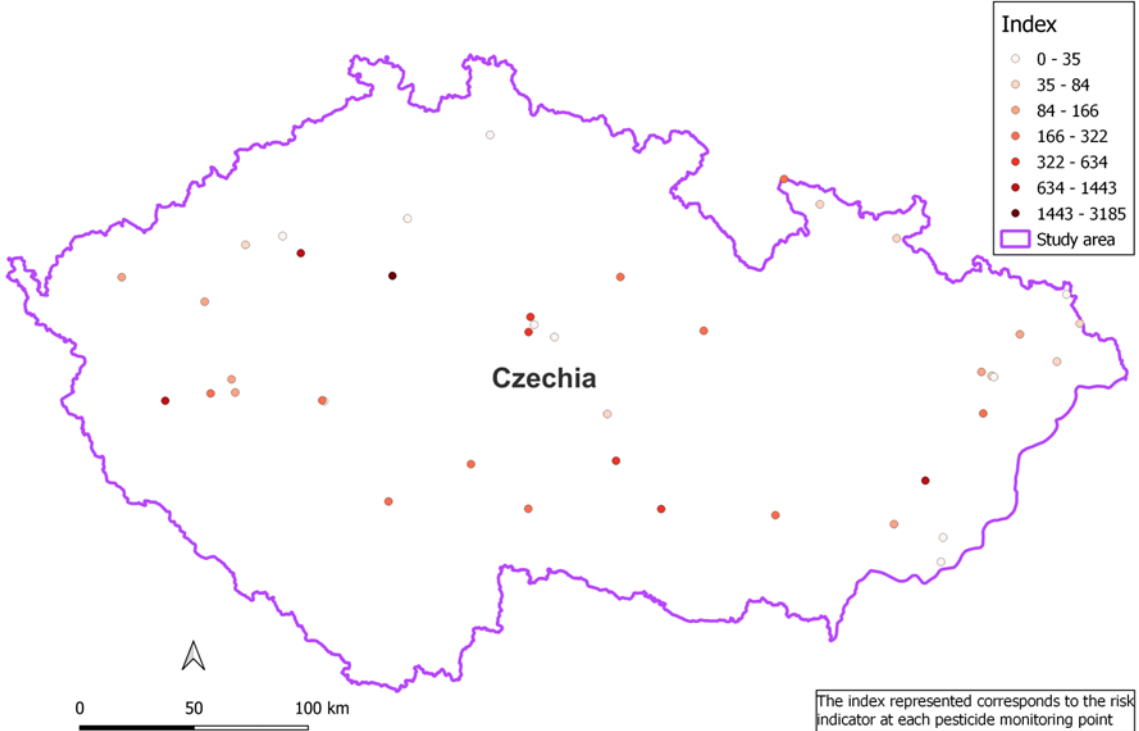 Index
0 - 35
35 - 84
84 - 166
166 - 322
322 - 634
634 - 1443
1443 - 3185
Study area
Czechia
0 50 100 km
The index represented corresponds to the risk
indicator at each pesticide monitoring point